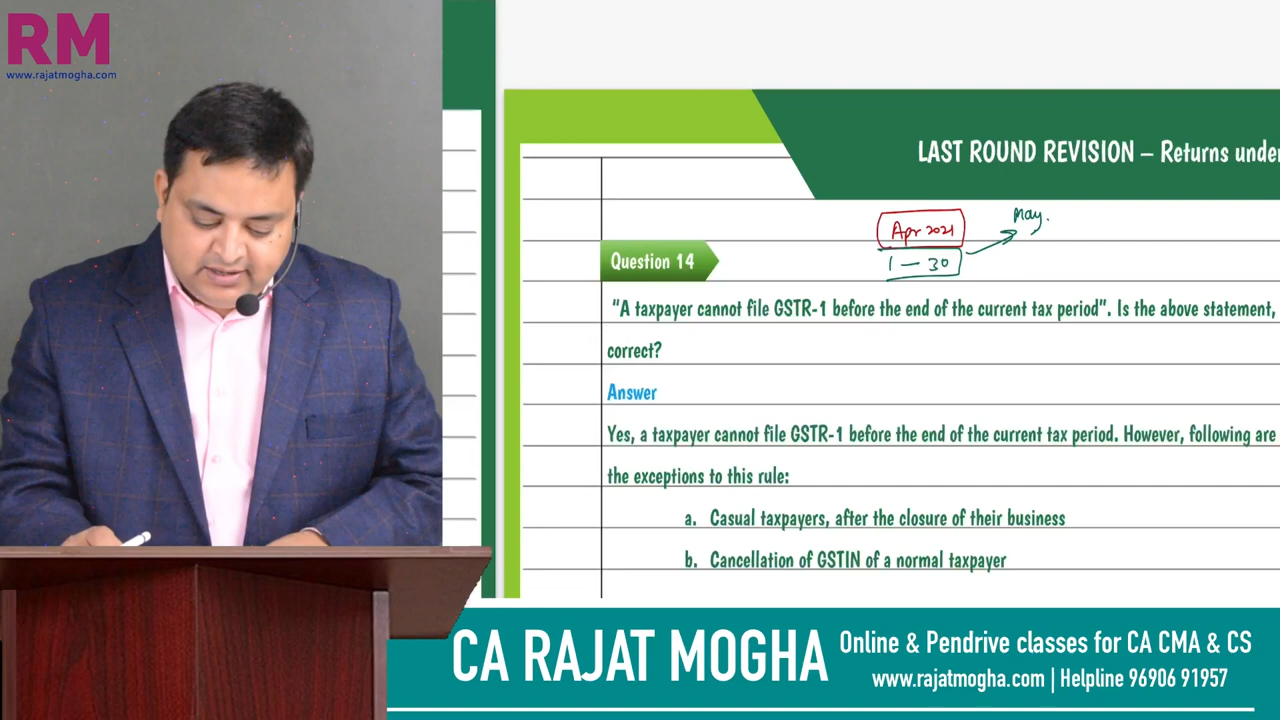 RM
www.rajatmogha.com
LAST ROUND REVISION – Returns under
May.
Apr 2021
1 — 30
Question 14
"A taxpayer cannot file GSTR-1 before the end of the current tax period". Is the above statement,
correct?
Answer
Yes, a taxpayer cannot file GSTR-1 before the end of the current tax period. However, following are
the exceptions to this rule:
a. Casual taxpayers, after the closure of their business
b. Cancellation of GSTIN of a normal taxpayer
CA RAJAT MOGHA
Online & Pendrive classes for CA CMA & CS
www.rajatmogha.com | Helpline 96906 91957